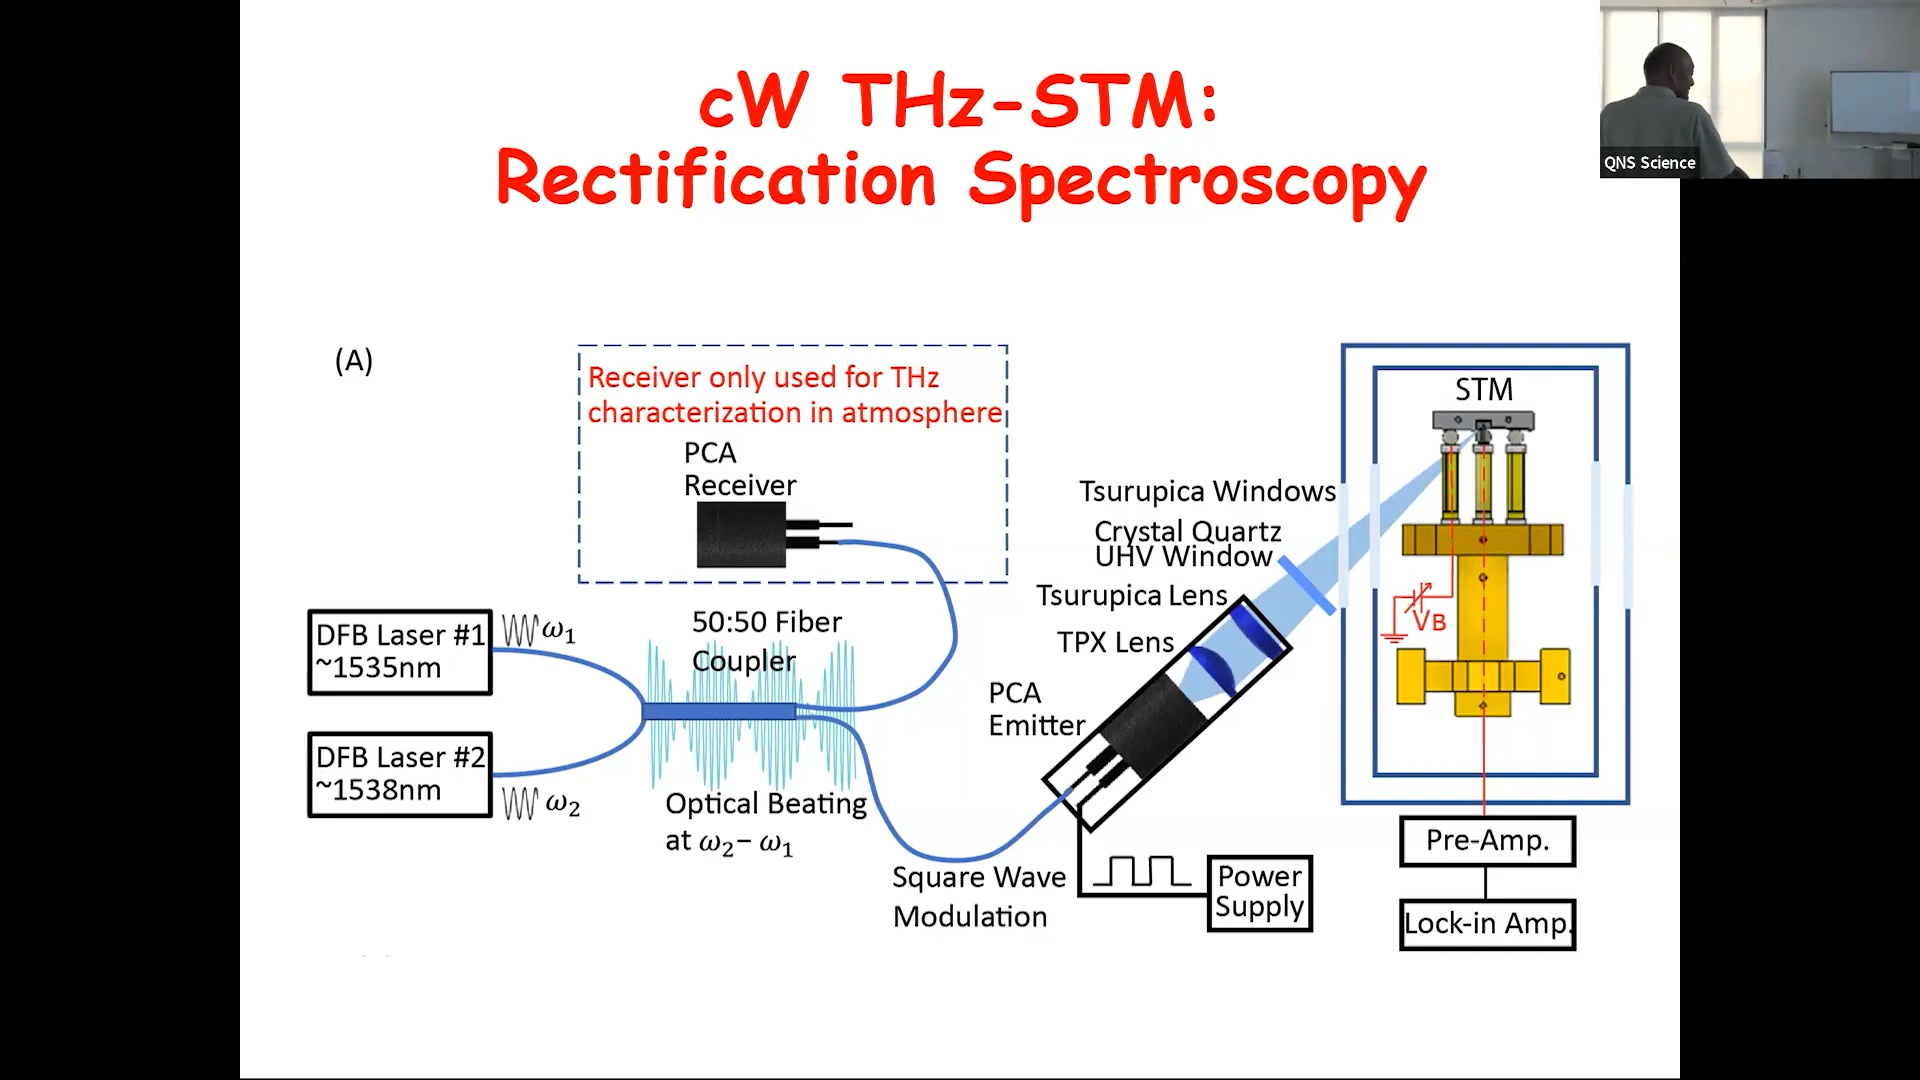 cW THz-STM:
Rectification Spectroscopy
QNS Science
(A)
Receiver only used for THz
characterization in atmosphere
PCA
Receiver
STM
Tsurupica Windows
Crystal Quartz
UHV Window
Tsurupica Lens
TPX Lens
PCA
Emitter
VB
DFB Laser #1
~1535nm
ω1
50:50 Fiber
Coupler
DFB Laser #2
~1538nm
ω2
Optical Beating
at ω2− ω1
Square Wave
Modulation
Power
Supply
Pre-Amp.
Lock-in Amp.